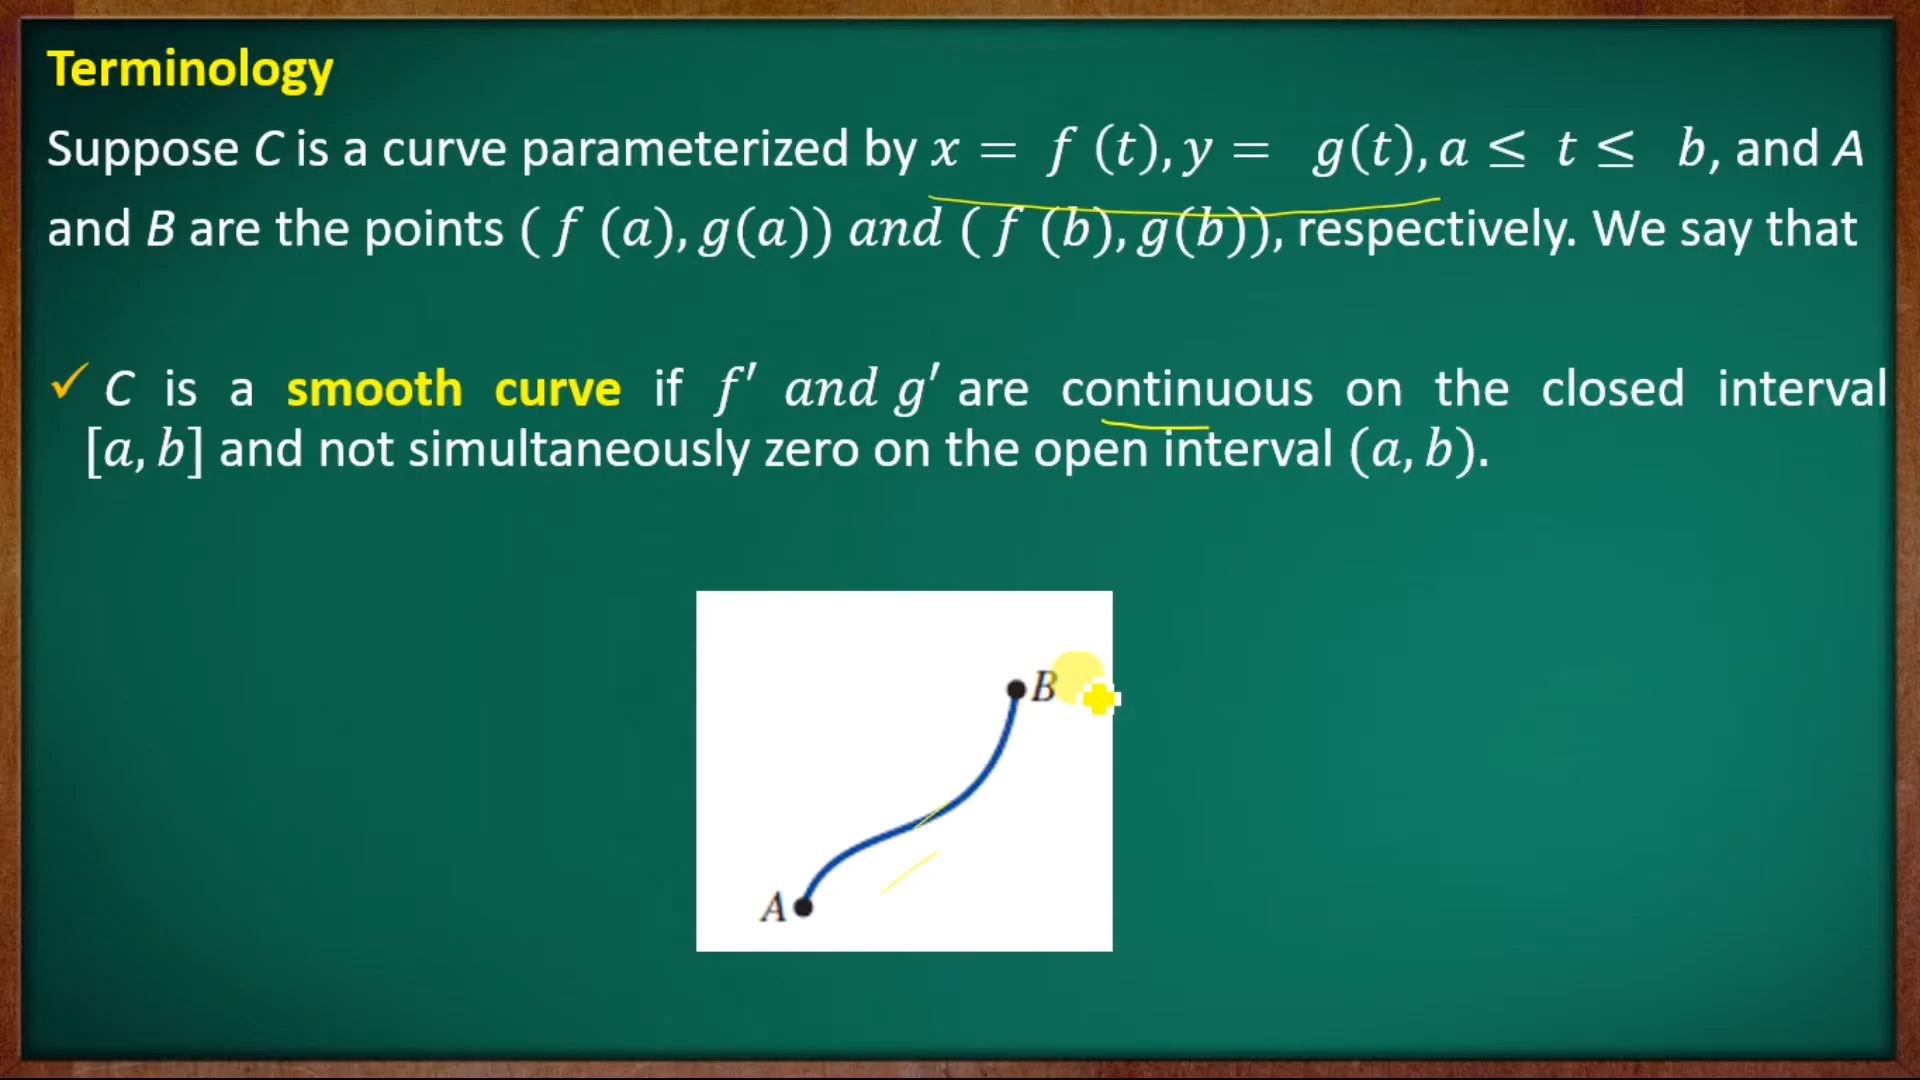 Terminology
Suppose C is a curve parameterized by x = f (t), y = g(t), a ≤ t ≤ b, and A
and B are the points ( f (a), g(a)) and ( f (b), g(b)), respectively. We say that
✓ C is a smooth curve if f′ and g′ are continuous on the closed interval
[a, b] and not simultaneously zero on the open interval (a, b).
B
A